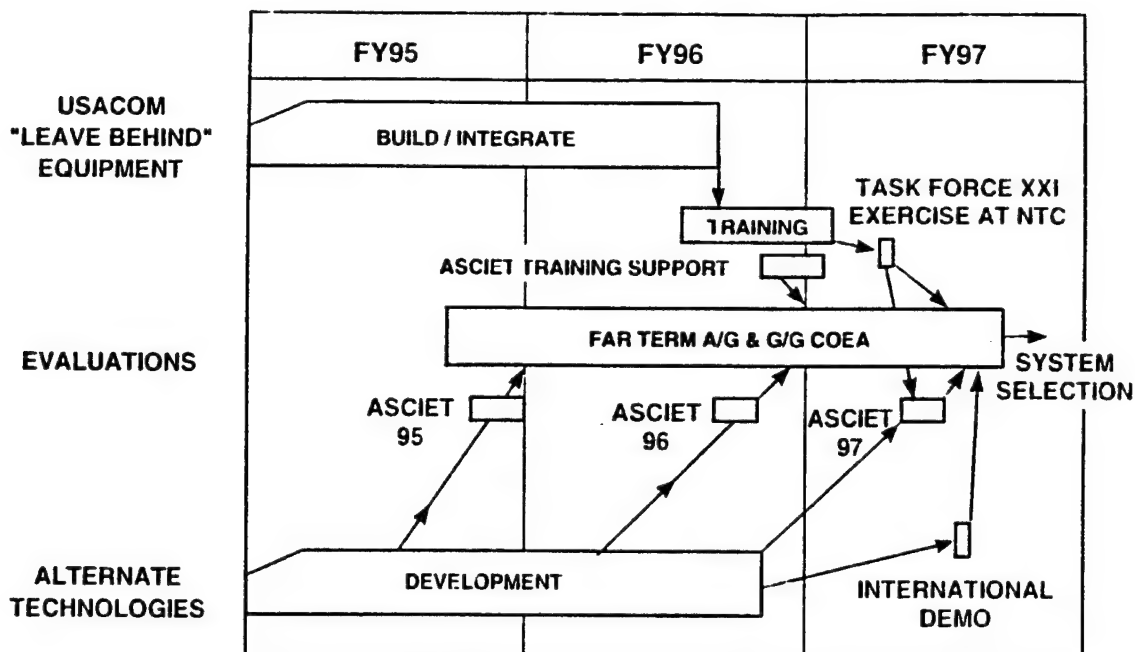 FY95
FY96
FY97
USACOM
"LEAVE BEHIND"
EQUIPMENT
BUILD / INTEGRATE
TASK FORCE XXI
EXERCISE AT NTC
TRAINING
ASCIET TRAINING SUPPORT
EVALUATIONS
FAR TERM A/G & G/G COEA
SYSTEM
SELECTION
ASCIET
95
ASCIET
96
ASCIET
97
ALTERNATE
TECHNOLOGIES
DEVELOPMENT
INTERNATIONAL
DEMO